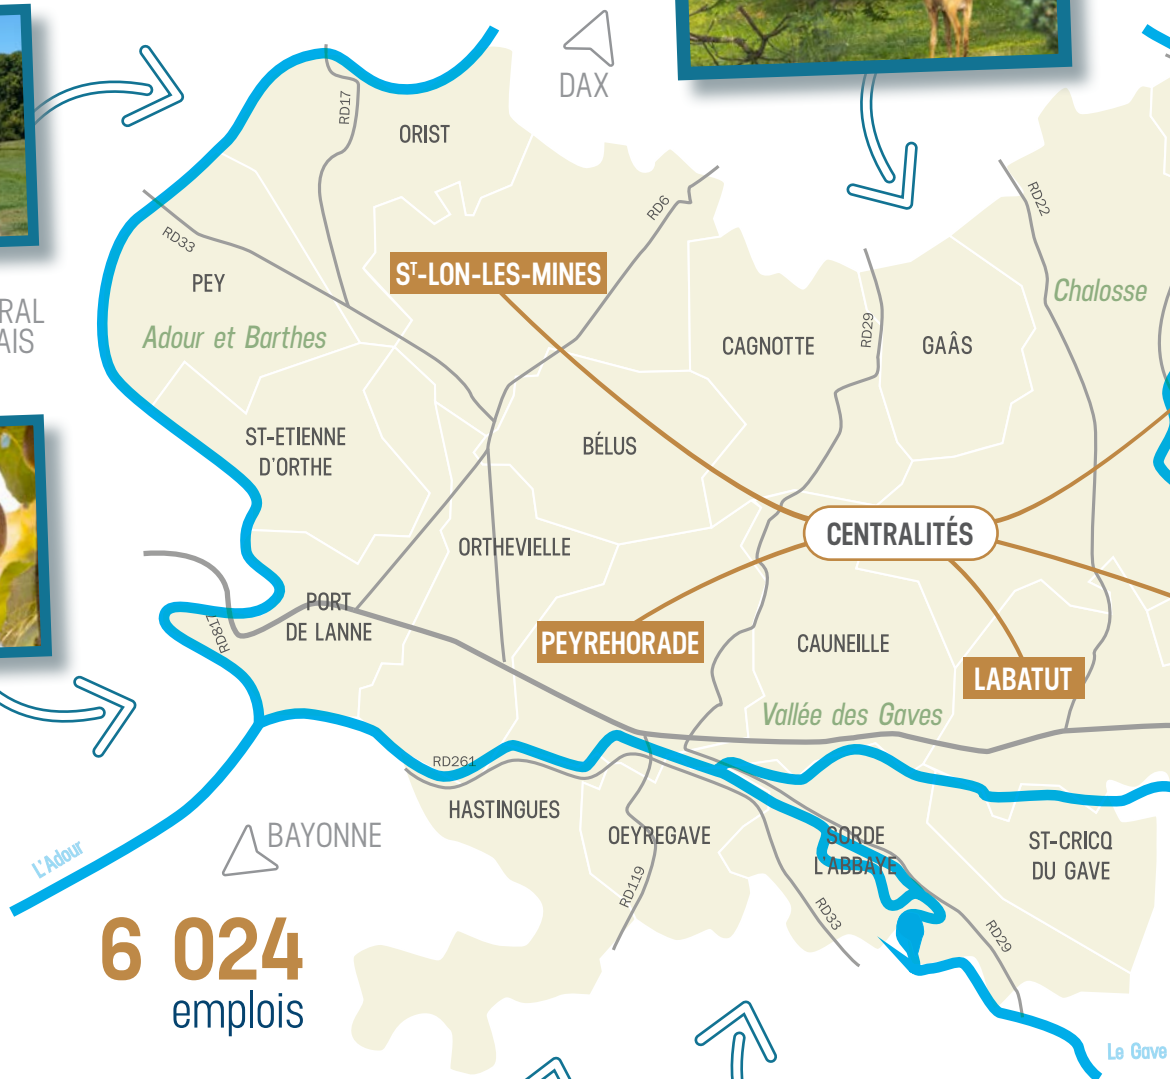 DAX
RD17
ORIST
RD6
RD22
RD33
S^T-LON-LES-MINES
PEY
Chalosse
RAL
AIS
Adour et Barthes
RD29
CAGNOTTE
GAÂS
ST-ETIENNE
D'ORTHE
BÉLUS
CENTRALITÉS
ORTHEVIELLE
PORT
DE LANNE
RD817
PEYREHORADE
CAUNEILLE
LABATUT
Vallée des Gaves
RD261
HASTINGUES
BAYONNE
OEYREGAVE
SORDE
L'ABBAYE
ST-CRICQ
DU GAVE
L'Adour
RD119
RD33
RD29
6 024
emplois
Le Gave